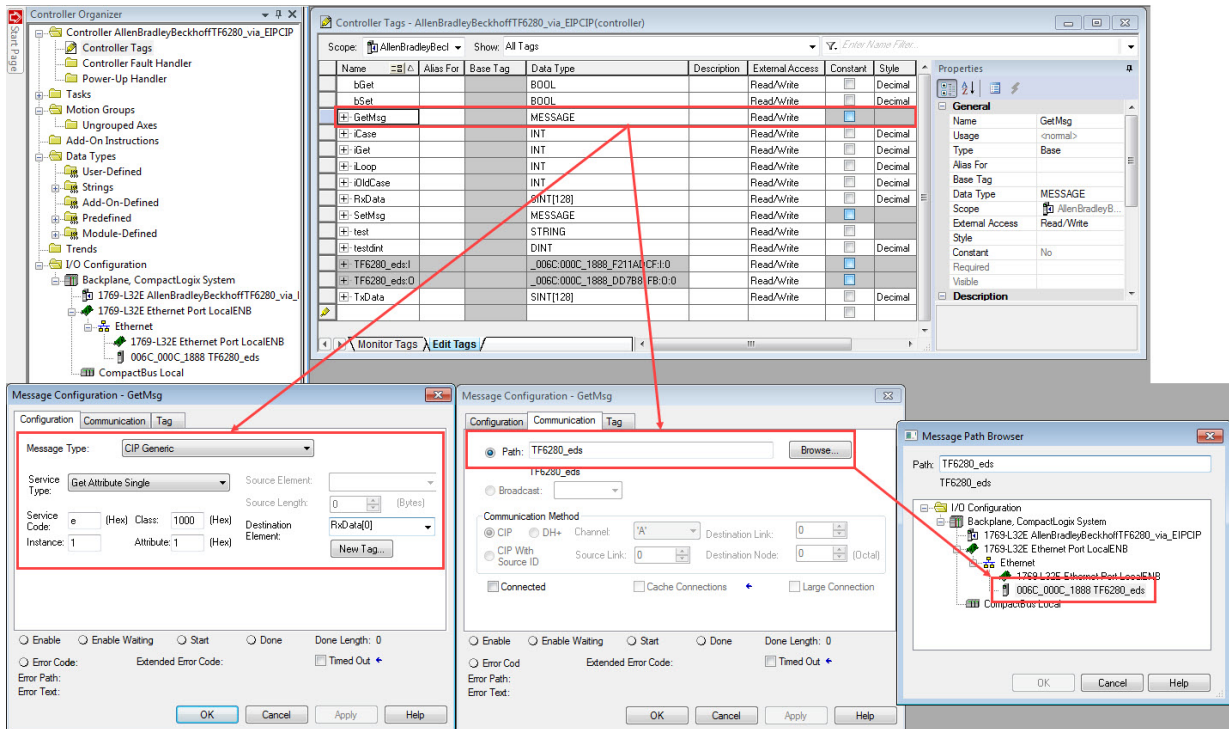 Start Page
Controller Organizer
Controller AllenBradleyBeckhoffTF6280_via_EIPCIP
Controller Tags
Controller Fault Handler
Power-Up Handler
Tasks
Motion Groups
Ungrouped Axes
Add-On Instructions
Data Types
User-Defined
Strings
Add-On-Defined
Predefined
Module-Defined
Trends
I/O Configuration
Backplane, CompactLogix System
1769-L32E AllenBradleyBeckhoffTF6280_via_I
1769-L32E Ethernet Port LocalENB
Ethernet
1769-L32E Ethernet Port LocalENB
006C_000C_1888 TF6280_eds
CompactBus Local
Controller Tags - AllenBradleyBeckhoffTF6280_via_EIPCIP(controller)
Scope: AllenBradleyBecl Show: All Tags Enter Name Filter...
Name Alias For Base Tag Data Type Description External Access Constant Style
bGet BOOL Read/Write Decimal
bSet BOOL Read/Write Decimal
GetMsg MESSAGE Read/Write
iCase INT Read/Write Decimal
iGet INT Read/Write Decimal
iLoop INT Read/Write Decimal
iOldCase INT Read/Write Decimal
RxData SINT[128] Read/Write Decimal
SetMsg MESSAGE Read/Write
test STRING Read/Write
testdint DINT Read/Write Decimal
TF6280_eds:I _006C:000C_1888_F211ADCF:I:0 Read/Write
TF6280_eds:O Read/Write
TxData SINT[128] Read/Write Decimal
Monitor Tags Edit Tags
Properties
General
Name GetMsg
Usage <normal>
Type Base
Alias For
Base Tag
Data Type MESSAGE
Scope AllenBradleyB...
External Access Read/Write
Style
Constant No
Required
Visible
Description
Message Configuration - GetMsg
Configuration Communication Tag
Message Type: CIP Generic
Service Type: Get Attribute Single Source Element:
Source Length: 0 (Bytes)
Service Code: e (Hex) Class: 1000 (Hex) Destination Element: RxData[0]
Instance: 1 Attribute: 1 (Hex)
New Tag...
Enable Enable Waiting Start Done Done Length: 0
Error Code: Extended Error Code: Timed Out
Error Path:
Error Text:
OK Cancel Apply Help
Message Configuration - GetMsg
Configuration Communication Tag
Path: TF6280_eds Browse...
TF6280_eds
Broadcast:
Communication Method
CIP DH+ Channel: 'A' Destination Link: 0
CIP With Source ID Source Link: 0 Destination Node: 0 (Octal)
Connected Cache Connections Large Connection
Enable Enable Waiting Start Done Done Length: 0
Error Cod Extended Error Code: Timed Out
Error Path:
Error Text:
OK Cancel Apply Help
Message Path Browser
Path: TF6280_eds
TF6280_eds
I/O Configuration
Backplane, CompactLogix System
1769-L32E AllenBradleyBeckhoffTF6280_via_EIPCIP
1769-L32E Ethernet Port LocalENB
Ethernet
1769-L32E Ethernet Port LocalENB
006C_000C_1888 TF6280_eds
CompactBus Local
OK Cancel Help